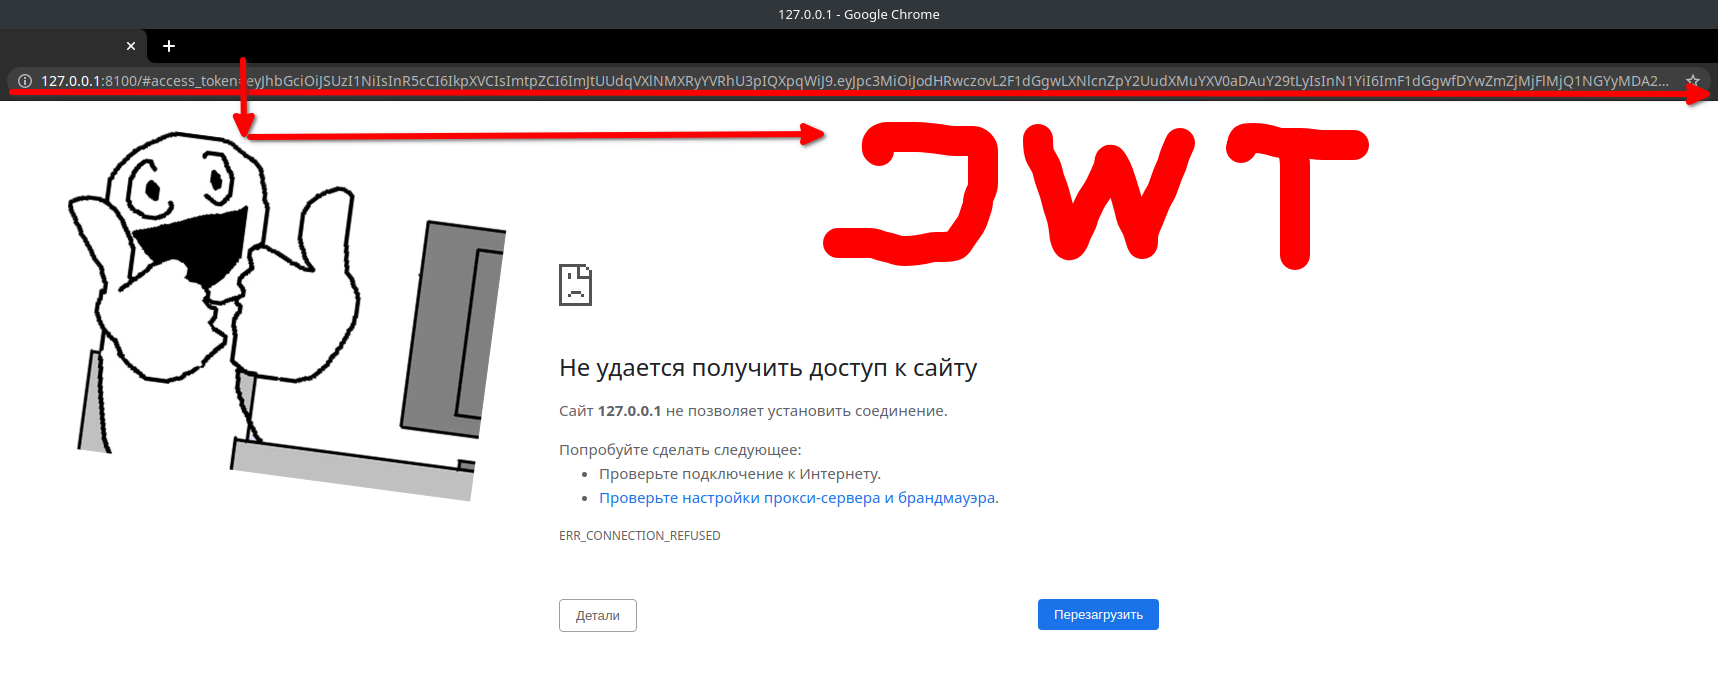 127.0.0.1 - Google Chrome
127.0.0.1:8100/#access_token=eyJhbGciOiJSUzI1NiIsInR5cCI6IkpXVCIsImtpZCI6ImJtUUdqVXlNMXRyYVRhU3pIQXpqWiJ9.eyJpc3MiOiJodHRwczovL2F1dGgwLXNlcnZpY2UudXMuYXV0aDAuY29tLyIsInN1YiI6ImF1dGgwfDYwZmZjMjFlMjQ1NGYyMDA2...
JWT
Не удается получить доступ к сайту
Сайт 127.0.0.1 не позволяет установить соединение.
Попробуйте сделать следующее:
• Проверьте подключение к Интернету.
• Проверьте настройки прокси-сервера и брандмауэра.
ERR_CONNECTION_REFUSED
Детали Перезагрузить